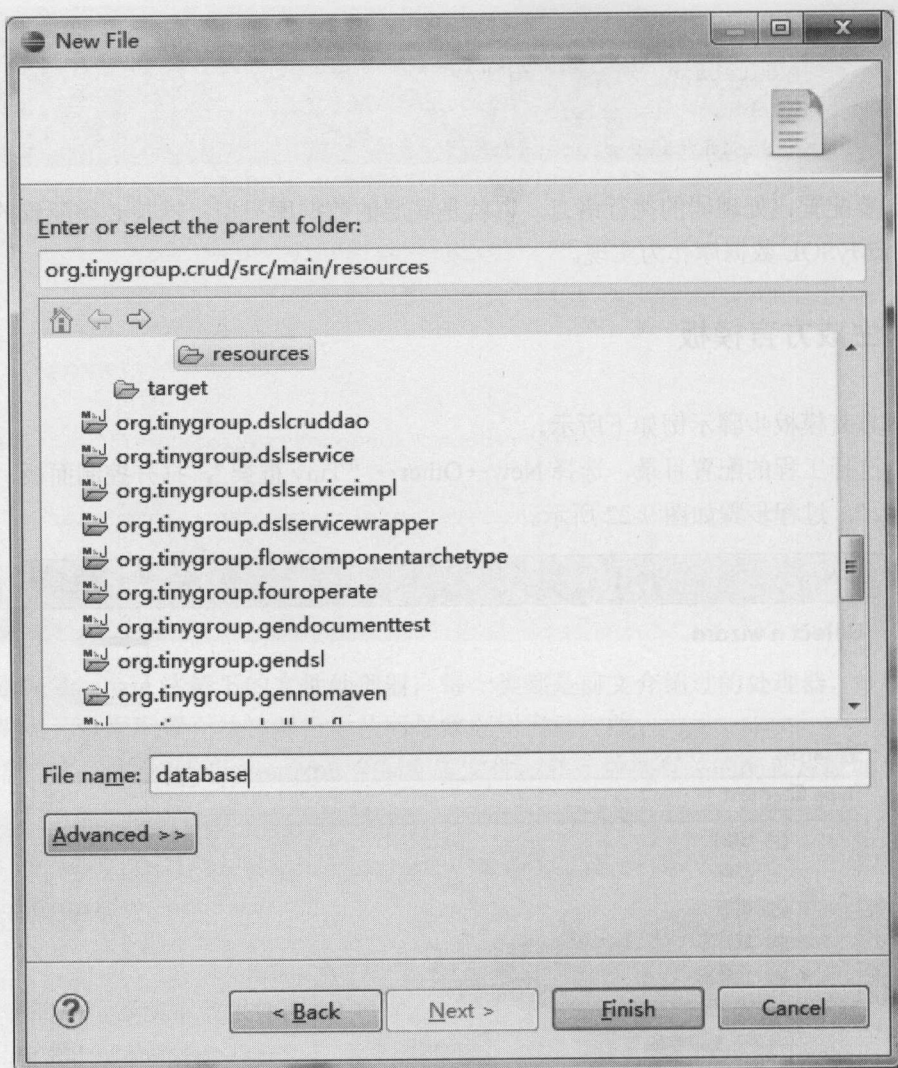 New File
Enter or select the parent folder:
org.tinygroup.crud/src/main/resources
resources
target
org.tinygroup.dslcruddao
org.tinygroup.dslservice
org.tinygroup.dslserviceimpl
org.tinygroup.dslservicewrapper
org.tinygroup.flowcomponentarchetype
org.tinygroup.fouroperate
org.tinygroup.gendocumenttest
org.tinygroup.gendsl
org.tinygroup.gennomaven
File name: database
Advanced >>
< Back Next > Finish Cancel